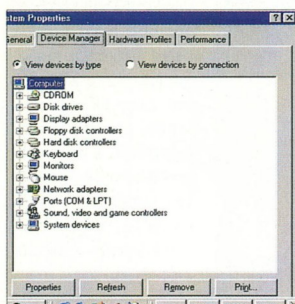 stem Properties
General Device Manager Hardware Profiles Performance
View devices by type View devices by connection
Computer
CDROM
Disk drives
Display adapters
Floppy disk controllers
Hard disk controllers
Keyboard
Monitors
Mouse
Network adapters
Ports (COM & LPT)
Sound, video and game controllers
System devices
Properties Refresh Remove Print...